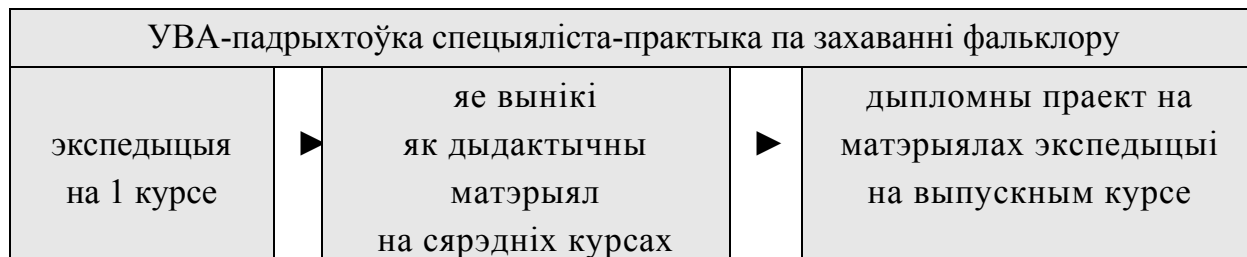 УВА-падрыхтоўка спецыяліста-практыка па захаванні фальклору
экспедыцыя
на 1 курсе
►
яе вынікі
як дыдактычны
матэрыял
на сярэдніх курсах
►
дыпломны праект на
матэрыялах экспедыцыі
на выпускным курсе